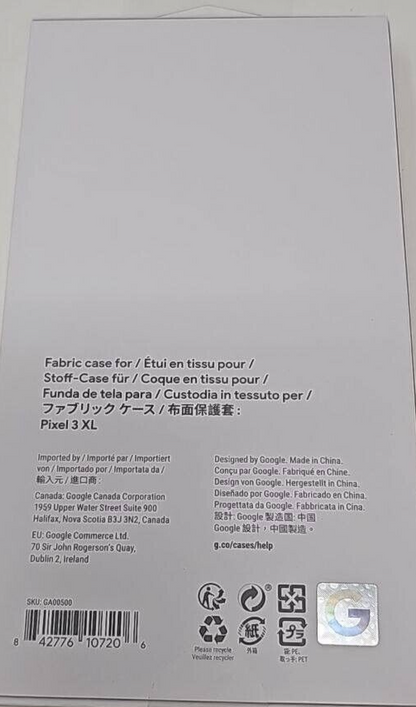 Fabric case for / Étui en tissu pour /
Stoff-Case für / Coque en tissu pour /
Funda de tela para / Custodia in tessuto per /
ファブリック ケース / 布面保護套 :
Pixel 3 XL
Imported by / Importé par / Importiert
von / Importado por / Importata da /
輸入元 / 進口商 :
Canada: Google Canada Corporation
1959 Upper Water Street Suite 900
Halifax, Nova Scotia B3J 3N2, Canada
EU: Google Commerce Ltd.
70 Sir John Rogerson's Quay,
Dublin 2, Ireland
Designed by Google. Made in China.
Conçu par Google. Fabriqué en Chine.
Design von Google. Hergestellt in China.
Diseñado por Google. Fabricado en China.
Progettata da Google. Fabbricata in Cina.
設計: Google 製造国: 中国
Google 設計，中國製造。
g.co/cases/help
SKU: GA00500
8 42776 10720 6
紙
プラ
Please recycle
Veuillez recycler
外箱
袋: PE,
取っ手: PET
G